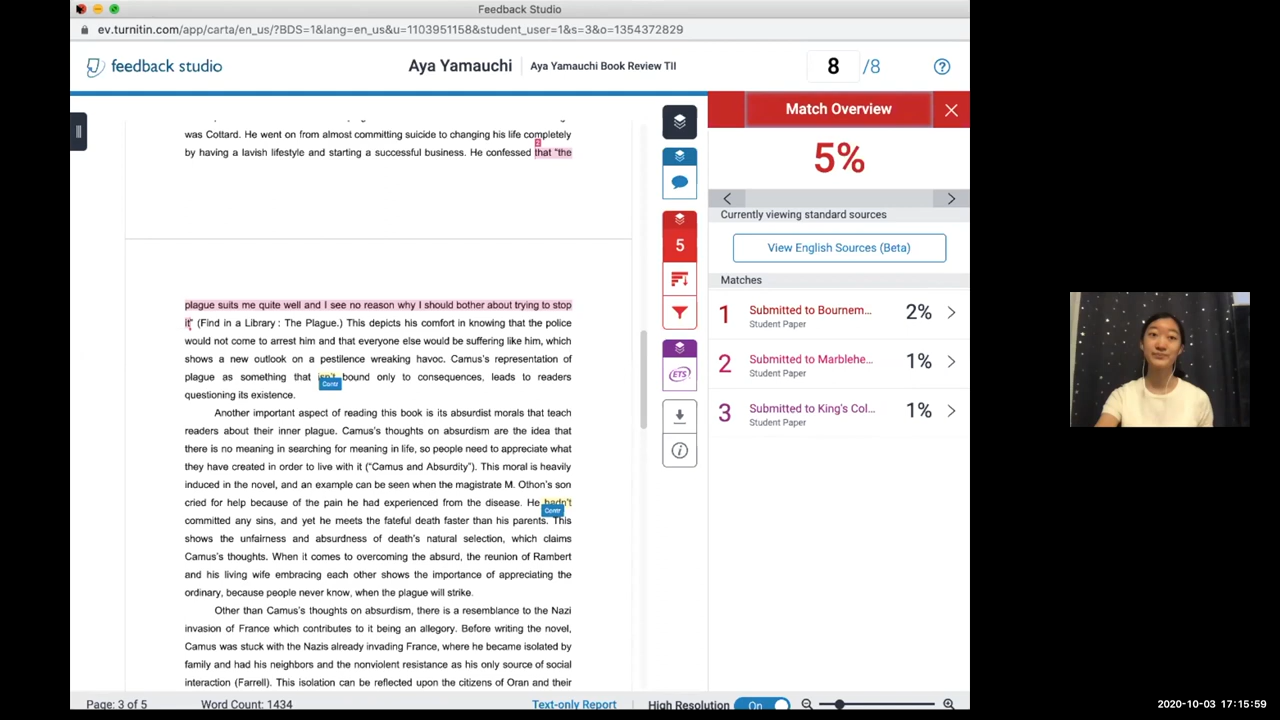 Feedback Studio
ev.turnitin.com/app/carta/en_us/?BDS=1&lang=en_us&u=1103951158&student_user=1&s=3&o=1354372829
feedback studio
Aya Yamauchi
Aya Yamauchi Book Review TII
8
/8
?
was Cottard. He went on from almost committing suicide to changing his life completely
2
by having a lavish lifestyle and starting a successful business. He confessed that "the
plague suits me quite well and I see no reason why I should bother about trying to stop
it" (Find in a Library : The Plague.) This depicts his comfort in knowing that the police
would not come to arrest him and that everyone else would be suffering like him, which
shows a new outlook on a pestilence wreaking havoc. Camus's representation of
plague as something that isn't bound only to consequences, leads to readers
Contr
questioning its existence.
Another important aspect of reading this book is its absurdist morals that teach
readers about their inner plague. Camus's thoughts on absurdism are the idea that
there is no meaning in searching for meaning in life, so people need to appreciate what
they have created in order to live with it ("Camus and Absurdity"). This moral is heavily
induced in the novel, and an example can be seen when the magistrate M. Othon's son
cried for help because of the pain he had experienced from the disease. He hadn't
Contr
committed any sins, and yet he meets the fateful death faster than his parents. This
shows the unfairness and absurdness of death's natural selection, which claims
Camus's thoughts. When it comes to overcoming the absurd, the reunion of Rambert
and his living wife embracing each other shows the importance of appreciating the
ordinary, because people never know, when the plague will strike.
Other than Camus's thoughts on absurdism, there is a resemblance to the Nazi
invasion of France which contributes to it being an allegory. Before writing the novel,
Camus was stuck with the Nazis already invading France, where he became isolated by
family and had his neighbors and the nonviolent resistance as his only source of social
interaction (Farrell). This isolation can be reflected upon the citizens of Oran and their
5
ETS
Match Overview
5%
Currently viewing standard sources
View English Sources (Beta)
Matches
1
Submitted to Bournem...
2%
Student Paper
2
Submitted to Marblehe...
1%
Student Paper
3
Submitted to King's Col...
1%
Student Paper
Page: 3 of 5
Word Count: 1434
Text-only Report
High Resolution
On
2020-10-03 17:15:59